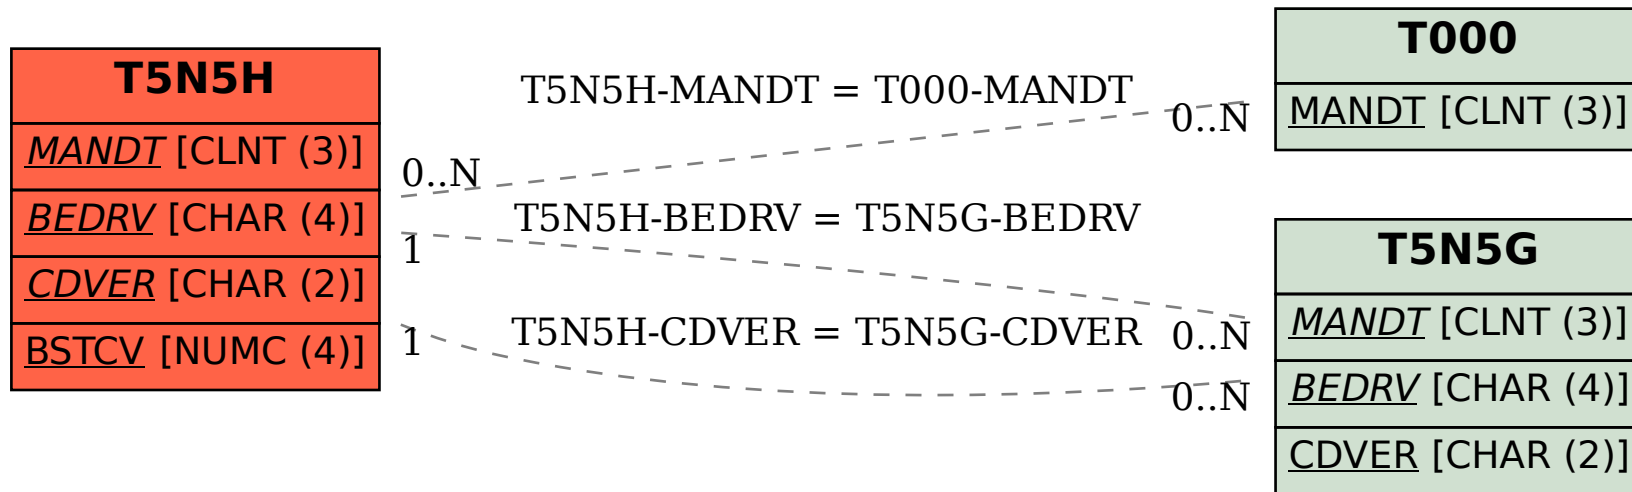 T5N5H
MANDT [CLNT (3)]
BEDRV [CHAR (4)]
CDVER [CHAR (2)]
BSTCV [NUMC (4)]
T5N5H-MANDT = T000-MANDT
0..N
0..N
T5N5H-BEDRV = T5N5G-BEDRV
1
0..N
T5N5H-CDVER = T5N5G-CDVER
1
0..N
T000
MANDT [CLNT (3)]
T5N5G
MANDT [CLNT (3)]
BEDRV [CHAR (4)]
CDVER [CHAR (2)]